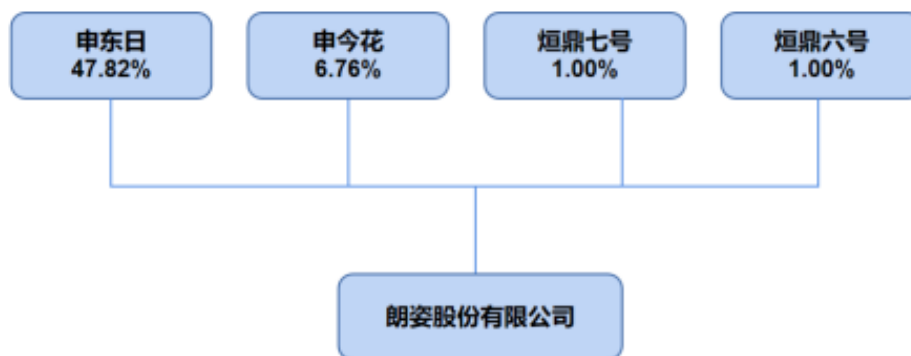 申东日
47.82%
申今花
6.76%
烜鼎七号
1.00%
烜鼎六号
1.00%
朗姿股份有限公司